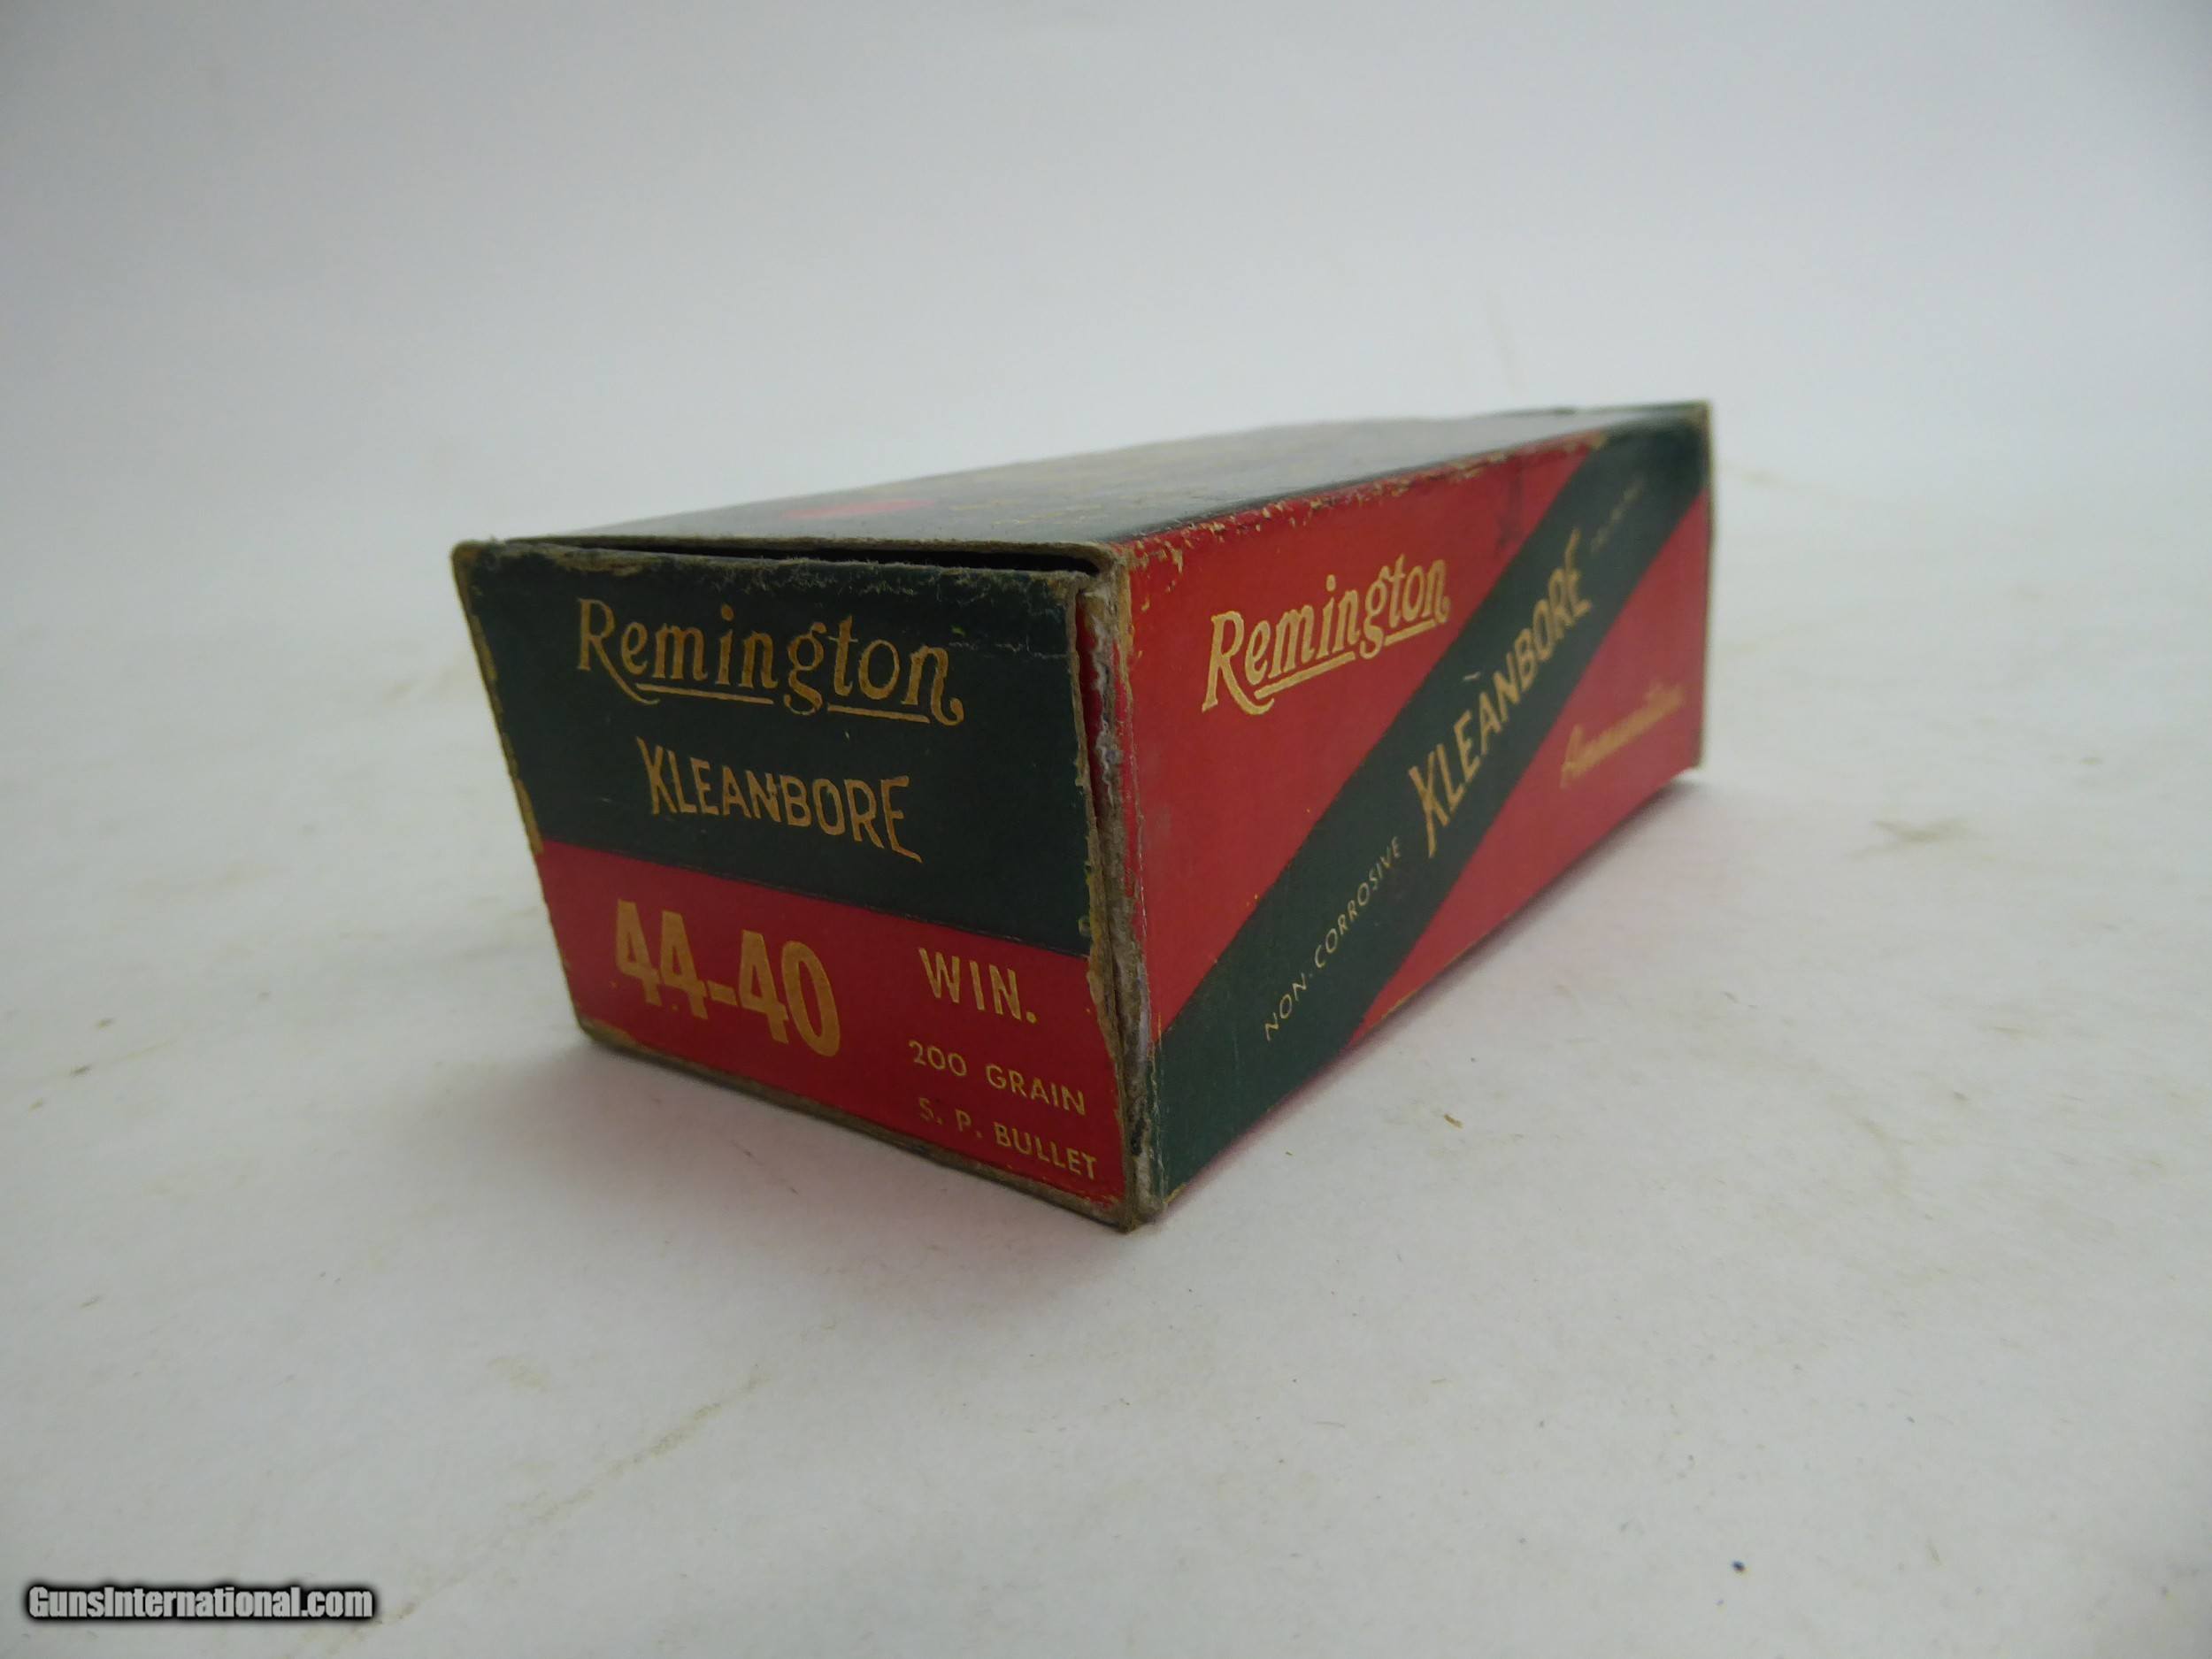 Remington
KLEANBORE
44-40 WIN.
200 GRAIN
S. P. BULLET
Remington
NON-CORROSIVE KLEANBORE
Ammunition
GunsInternational.com